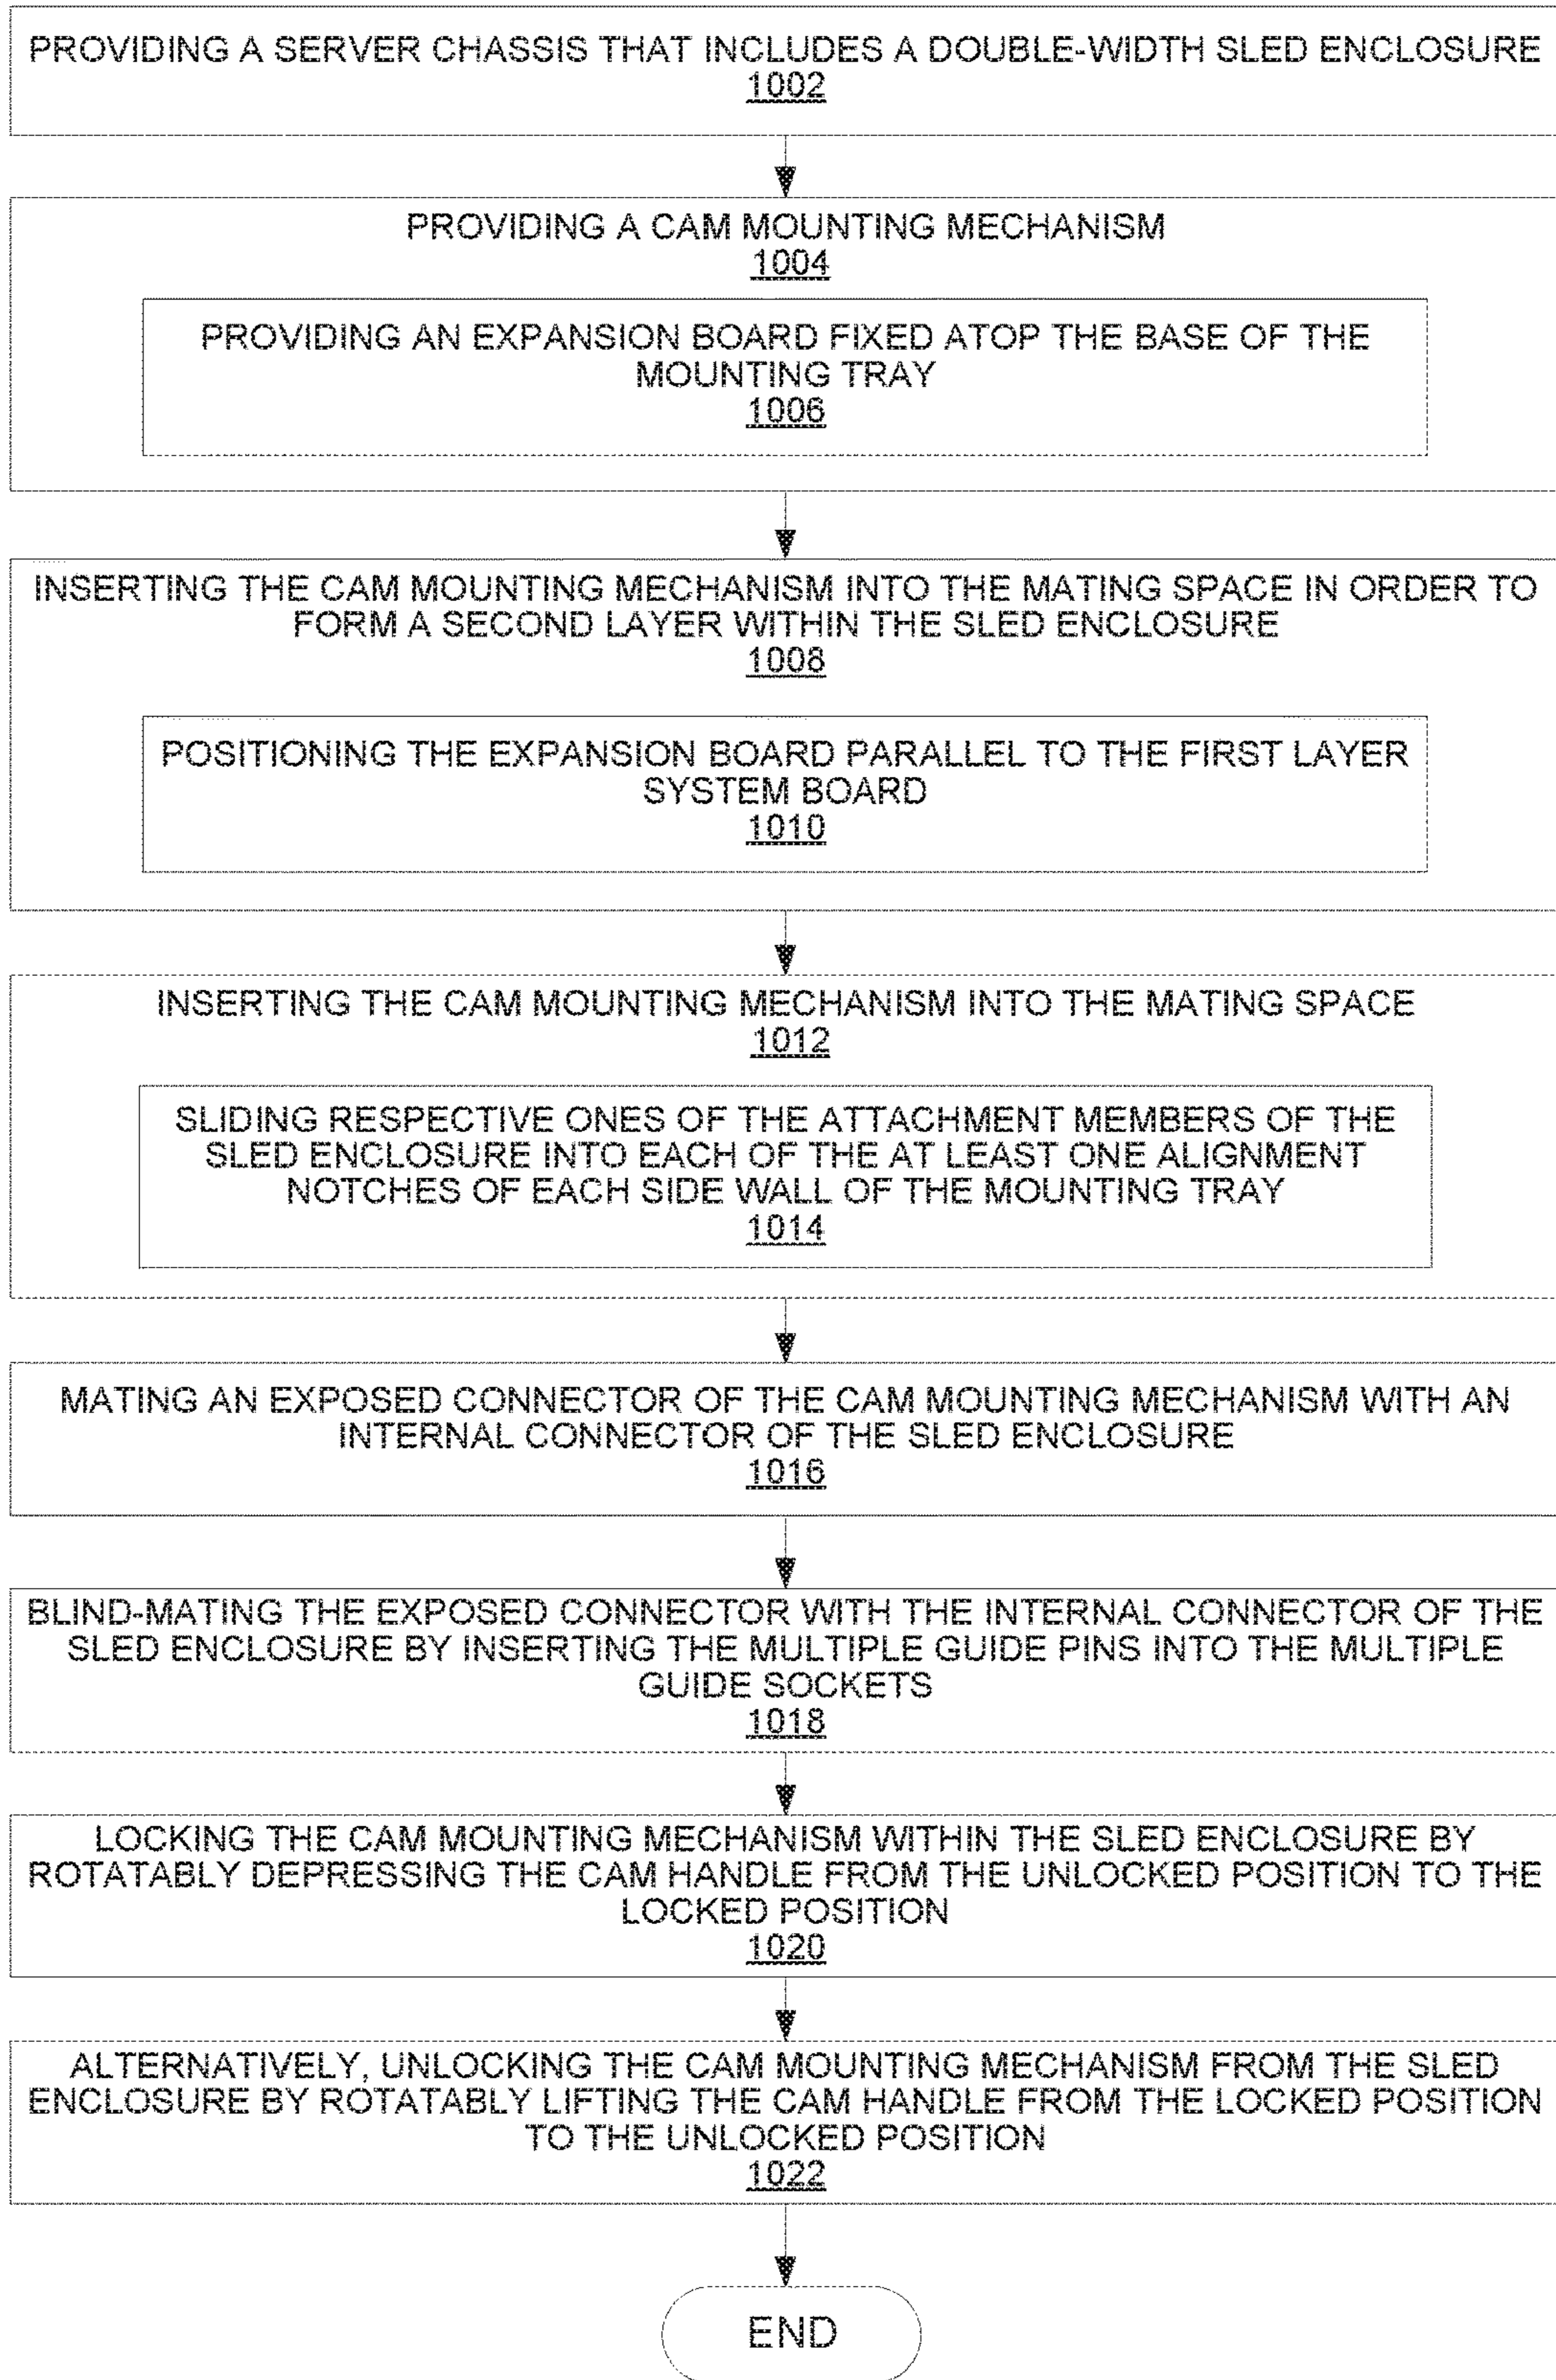 PROVIDING A SERVER CHASSIS THAT INCLUDES A DOUBLE-WIDTH SLED ENCLOSURE
1002
PROVIDING A CAM MOUNTING MECHANISM
1004
PROVIDING AN EXPANSION BOARD FIXED ATOP THE BASE OF THE
MOUNTING TRAY
1006
INSERTING THE CAM MOUNTING MECHANISM INTO THE MATING SPACE IN ORDER TO
FORM A SECOND LAYER WITHIN THE SLED ENCLOSURE
1008
POSITIONING THE EXPANSION BOARD PARALLEL TO THE FIRST LAYER
SYSTEM BOARD
1010
INSERTING THE CAM MOUNTING MECHANISM INTO THE MATING SPACE
1012
SLIDING RESPECTIVE ONES OF THE ATTACHMENT MEMBERS OF THE
SLED ENCLOSURE INTO EACH OF THE AT LEAST ONE ALIGNMENT
NOTCHES OF EACH SIDE WALL OF THE MOUNTING TRAY
1014
MATING AN EXPOSED CONNECTOR OF THE CAM MOUNTING MECHANISM WITH AN
INTERNAL CONNECTOR OF THE SLED ENCLOSURE
1016
BLIND-MATING THE EXPOSED CONNECTOR WITH THE INTERNAL CONNECTOR OF THE
SLED ENCLOSURE BY INSERTING THE MULTIPLE GUIDE PINS INTO THE MULTIPLE
GUIDE SOCKETS
1018
LOCKING THE CAM MOUNTING MECHANISM WITHIN THE SLED ENCLOSURE BY
ROTATABLY DEPRESSING THE CAM HANDLE FROM THE UNLOCKED POSITION TO THE
LOCKED POSITION
1020
ALTERNATIVELY, UNLOCKING THE CAM MOUNTING MECHANISM FROM THE SLED
ENCLOSURE BY ROTATABLY LIFTING THE CAM HANDLE FROM THE LOCKED POSITION
TO THE UNLOCKED POSITION
1022
END